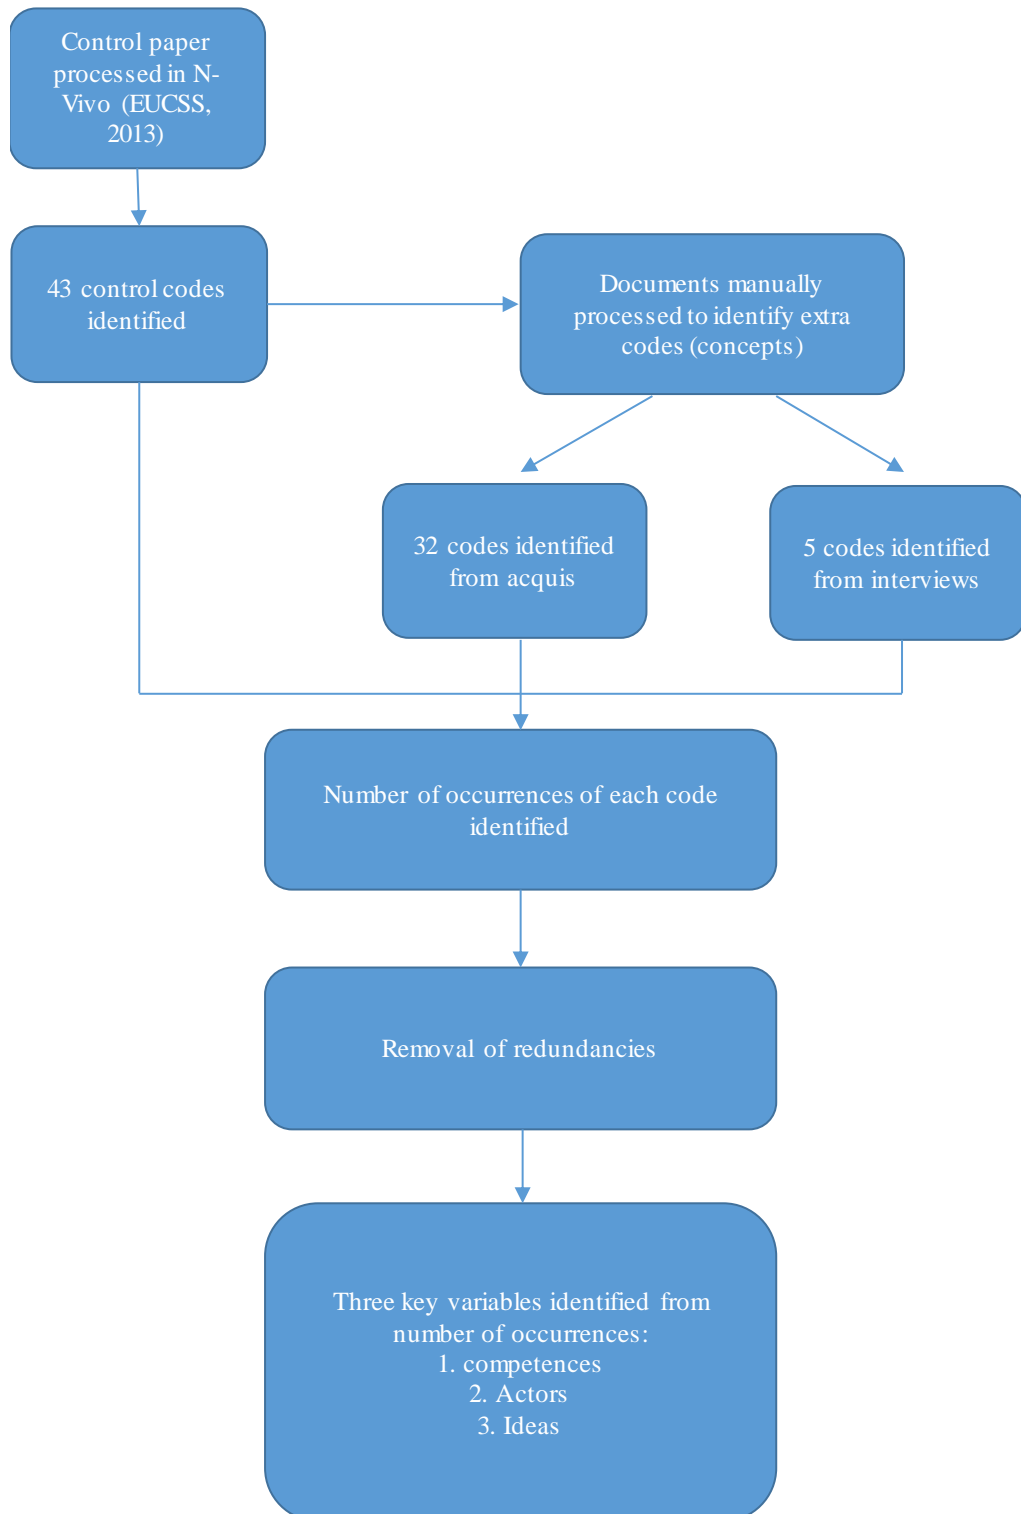 Control paper
processed in N-
Vivo (EUCSS,
2013)
43 control codes
identified
Documents manually
processed to identify extra
codes (concepts)
32 codes identified
from acquis
5 codes identified
from interviews
Number of occurrences of each code
identified
Removal of redundancies
Three key variables identified from
number of occurrences:
1. competences
2. Actors
3. Ideas